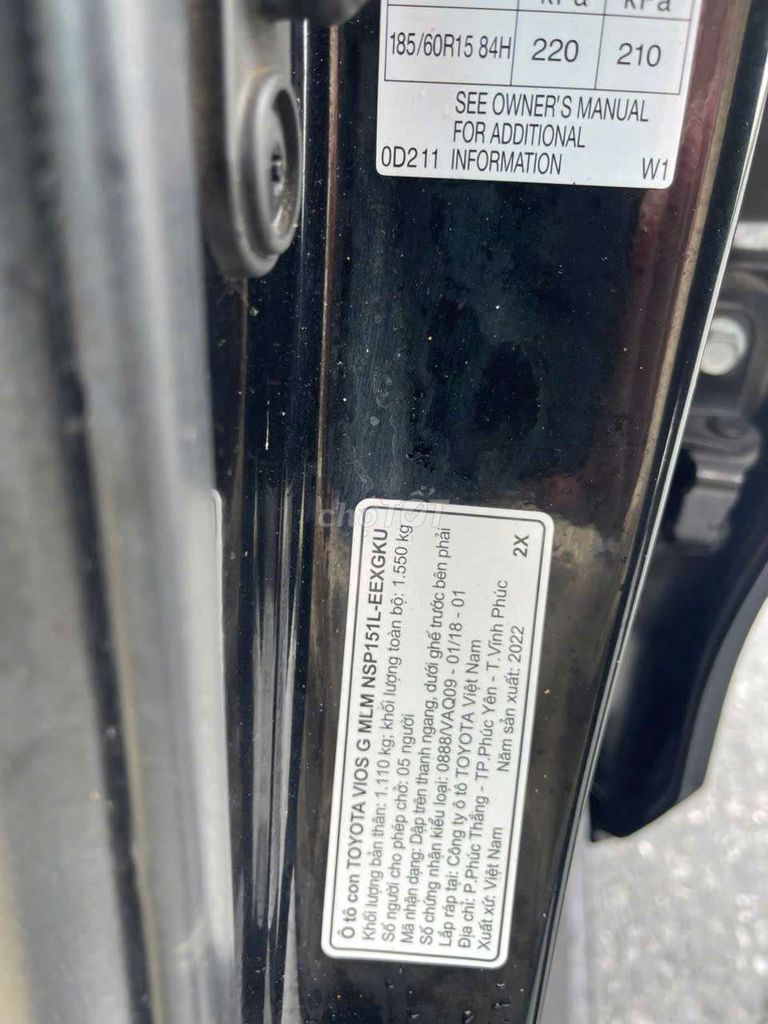 kPa kPa
185/60R15 84H 220 210
SEE OWNER'S MANUAL
FOR ADDITIONAL
0D211 INFORMATION W1
chợTỐT
Ô tô con TOYOTA VIOS G MLM NSP151L-EEXGKU
Khối lượng bản thân: 1.110 kg; khối lượng toàn bộ: 1.550 kg
Số người cho phép chở: 05 người
Mã nhận dạng: Dập trên thanh ngang, dưới ghế trước bên phải
Số chứng nhận kiểu loại: 0888/VAQ09 - 01/18 - 01
Lắp ráp tại: Công ty ô tô TOYOTA Việt Nam
Địa chỉ: P.Phúc Thắng - TP.Phúc Yên - T.Vĩnh Phúc
Xuất xứ: Việt Nam Năm sản xuất: 2022 2X